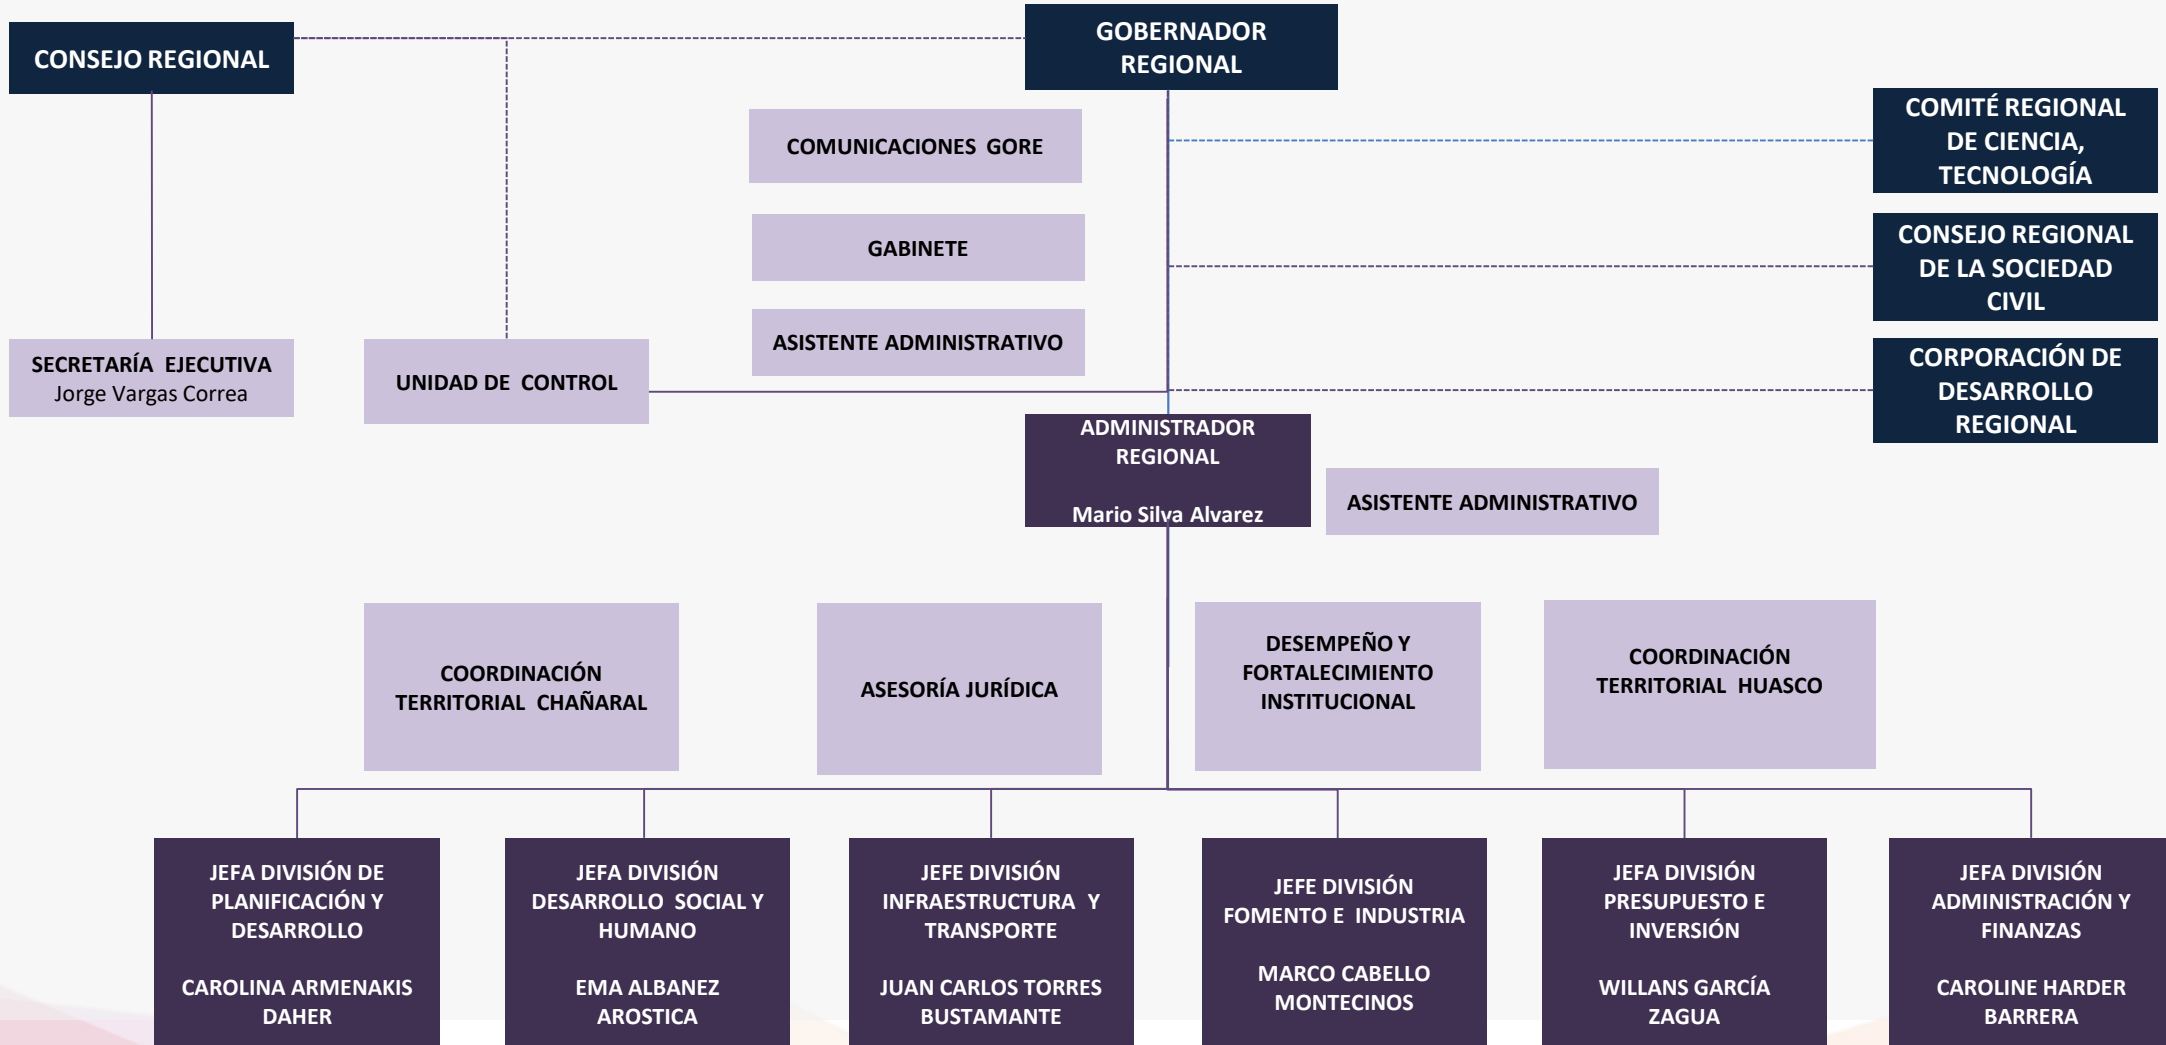 CONSEJO REGIONAL
GOBERNADOR
REGIONAL
COMUNICACIONES GORE
GABINETE
ASISTENTE ADMINISTRATIVO
COMITÉ REGIONAL
DE CIENCIA,
TECNOLOGÍA
CONSEJO REGIONAL
DE LA SOCIEDAD
CIVIL
CORPORACIÓN DE
DESARROLLO
REGIONAL
SECRETARÍA EJECUTIVA
Jorge Vargas Correa
UNIDAD DE CONTROL
ADMINISTRADOR
REGIONAL
Mario Silva Alvarez
ASISTENTE ADMINISTRATIVO
COORDINACIÓN
TERRITORIAL CHAÑARAL
ASESORÍA JURÍDICA
DESEMPEÑO Y
FORTALECIMIENTO
INSTITUCIONAL
COORDINACIÓN
TERRITORIAL HUASCO
JEFA DIVISIÓN DE
PLANIFICACIÓN Y
DESARROLLO
CAROLINA ARMENAKIS
DAHER
JEFA DIVISIÓN
DESARROLLO SOCIAL Y
HUMANO
EMA ALBANEZ
AROSTICA
JEFE DIVISIÓN
INFRAESTRUCTURA Y
TRANSPORTE
JUAN CARLOS TORRES
BUSTAMANTE
JEFE DIVISIÓN
FOMENTO E INDUSTRIA
MARCO CABELLO
MONTECINOS
JEFA DIVISIÓN
PRESUPUESTO E
INVERSIÓN
WILLANS GARCÍA
ZAGUA
JEFA DIVISIÓN
ADMINISTRACIÓN Y
FINANZAS
CAROLINE HARDER
BARRERA